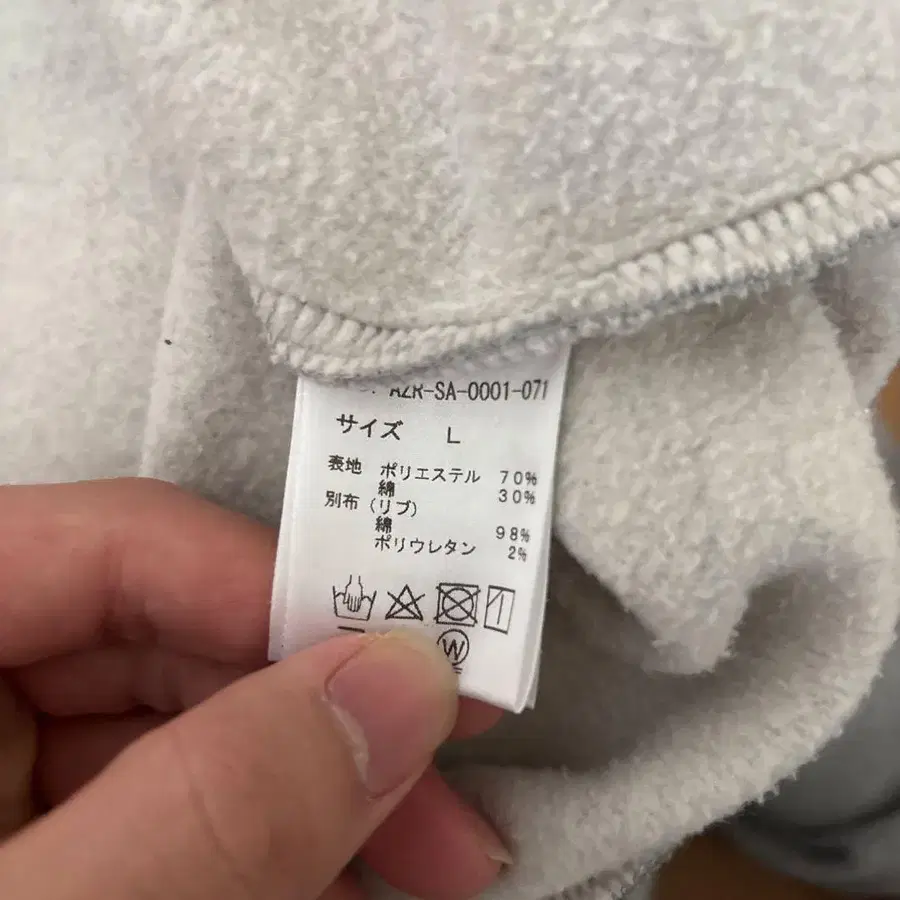 AZR-SA-0001-071
サイズ L
表地 ポリエステル 70%
綿 30%
別布(リブ)
綿 98%
ポリウレタン 2%
W